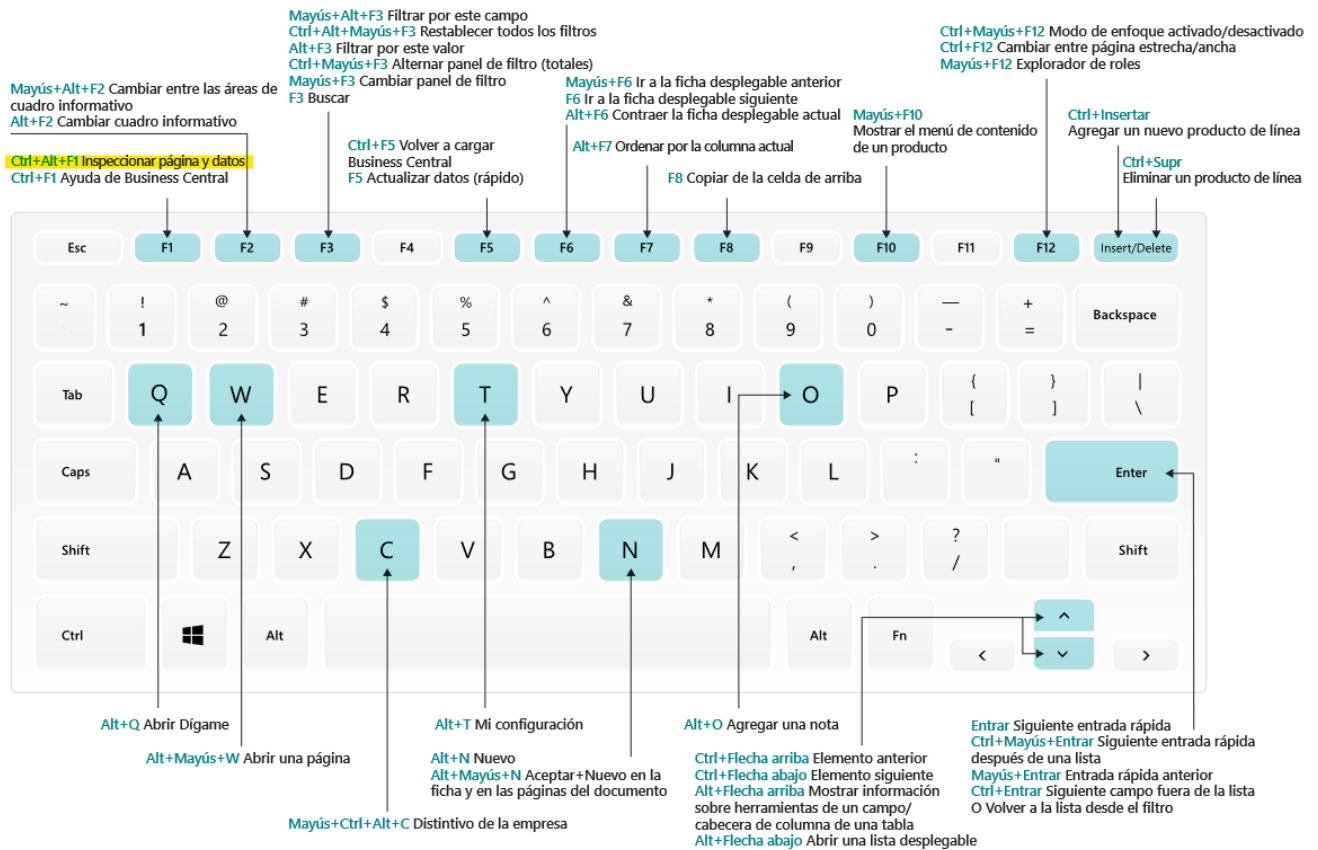 Mayús+Alt+F3 Filtrar por este campo
Ctrl+Alt+Mayús+F3 Restablecer todos los filtros
Alt+F3 Filtrar por este valor
Ctrl+Mayús+F3 Alternar panel de filtro (totales)
Mayús+F3 Cambiar panel de filtro
F3 Buscar
Ctrl+Mayús+F12 Modo de enfoque activado/desactivado
Ctrl+F12 Cambiar entre página estrecha/ancha
Mayús+F12 Explorador de roles
Mayús+Alt+F2 Cambiar entre las áreas de
cuadro informativo
Alt+F2 Cambiar cuadro informativo
Mayús+F6 Ir a la ficha desplegable anterior
F6 Ir a la ficha desplegable siguiente
Alt+F6 Contraer la ficha desplegable actual
Mayús+F10
Mostrar el menú de contenido
de un producto
Ctrl+Insertar
Agregar un nuevo producto de línea
Ctrl+Alt+F1 Inspeccionar página y datos
Ctrl+F1 Ayuda de Business Central
Ctrl+F5 Volver a cargar
Business Central
F5 Actualizar datos (rápido)
Alt+F7 Ordenar por la columna actual
F8 Copiar de la celda de arriba
Ctrl+Supr
Eliminar un producto de línea
Esc F1 F2 F3 F4 F5 F6 F7 F8 F9 F10 F11 F12 Insert/Delete
~ ! @ # $ % ^ & * ( ) — +
1 2 3 4 5 6 7 8 9 0 - = Backspace
Tab Q W E R T Y U I O P { [ } ] | \
Caps A S D F G H J K L : " Enter
Shift Z X C V B N M < , > . ? / Shift
Ctrl Alt Alt Fn < ^ ˅ >
Alt+Q Abrir Dígame
Alt+Mayús+W Abrir una página
Alt+T Mi configuración
Alt+N Nuevo
Alt+Mayús+N Aceptar+Nuevo en la
ficha y en las páginas del documento
Mayús+Ctrl+Alt+C Distintivo de la empresa
Alt+O Agregar una nota
Ctrl+Flecha arriba Elemento anterior
Ctrl+Flecha abajo Elemento siguiente
Alt+Flecha arriba Mostrar información
sobre herramientas de un campo/
cabecera de columna de una tabla
Alt+Flecha abajo Abrir una lista desplegable
Entrar Siguiente entrada rápida
Ctrl+Mayús+Entrar Siguiente entrada rápida
después de una lista
Mayús+Entrar Entrada rápida anterior
Ctrl+Entrar Siguiente campo fuera de la lista
O Volver a la lista desde el filtro